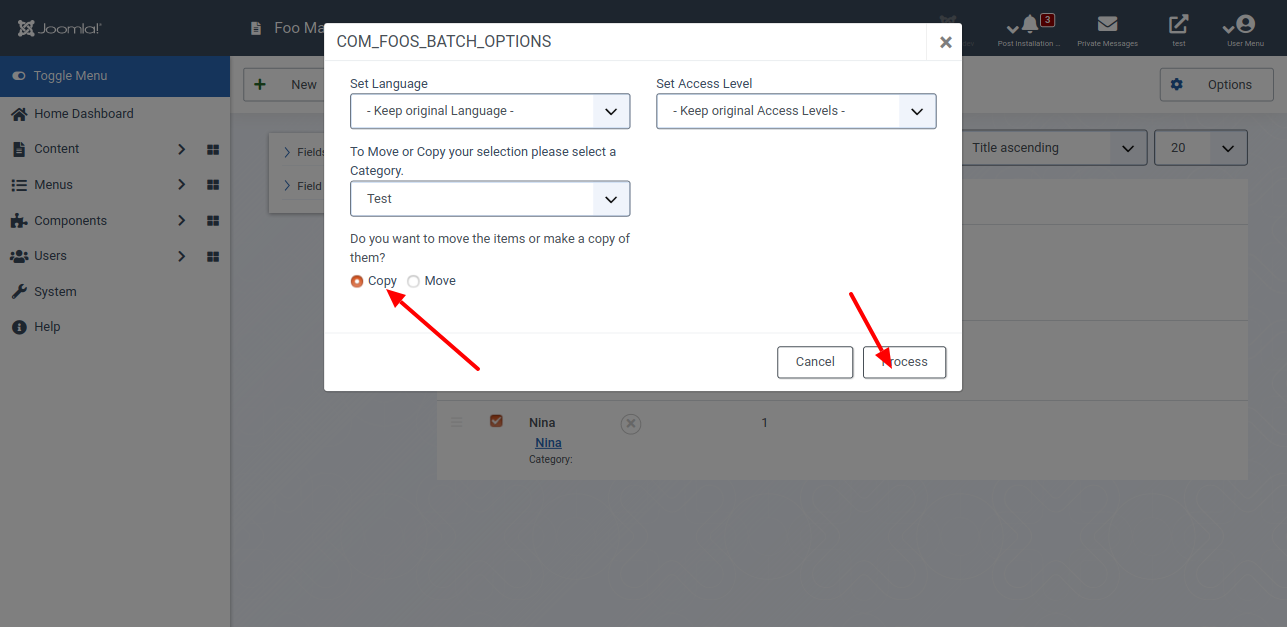 Joomla!
Foo Ma
3
Post Installation ...
Private Messages
test
User Menu
COM_FOOS_BATCH_OPTIONS
Toggle Menu
Home Dashboard
Content
Menus
Components
Users
System
Help
New
Options
Fields
Field
Title ascending
20
Set Language
- Keep original Language -
Set Access Level
- Keep original Access Levels -
To Move or Copy your selection please select a
Category.
Test
Do you want to move the items or make a copy of
them?
Copy
Move
Cancel
Process
Nina
1
Nina
Category: